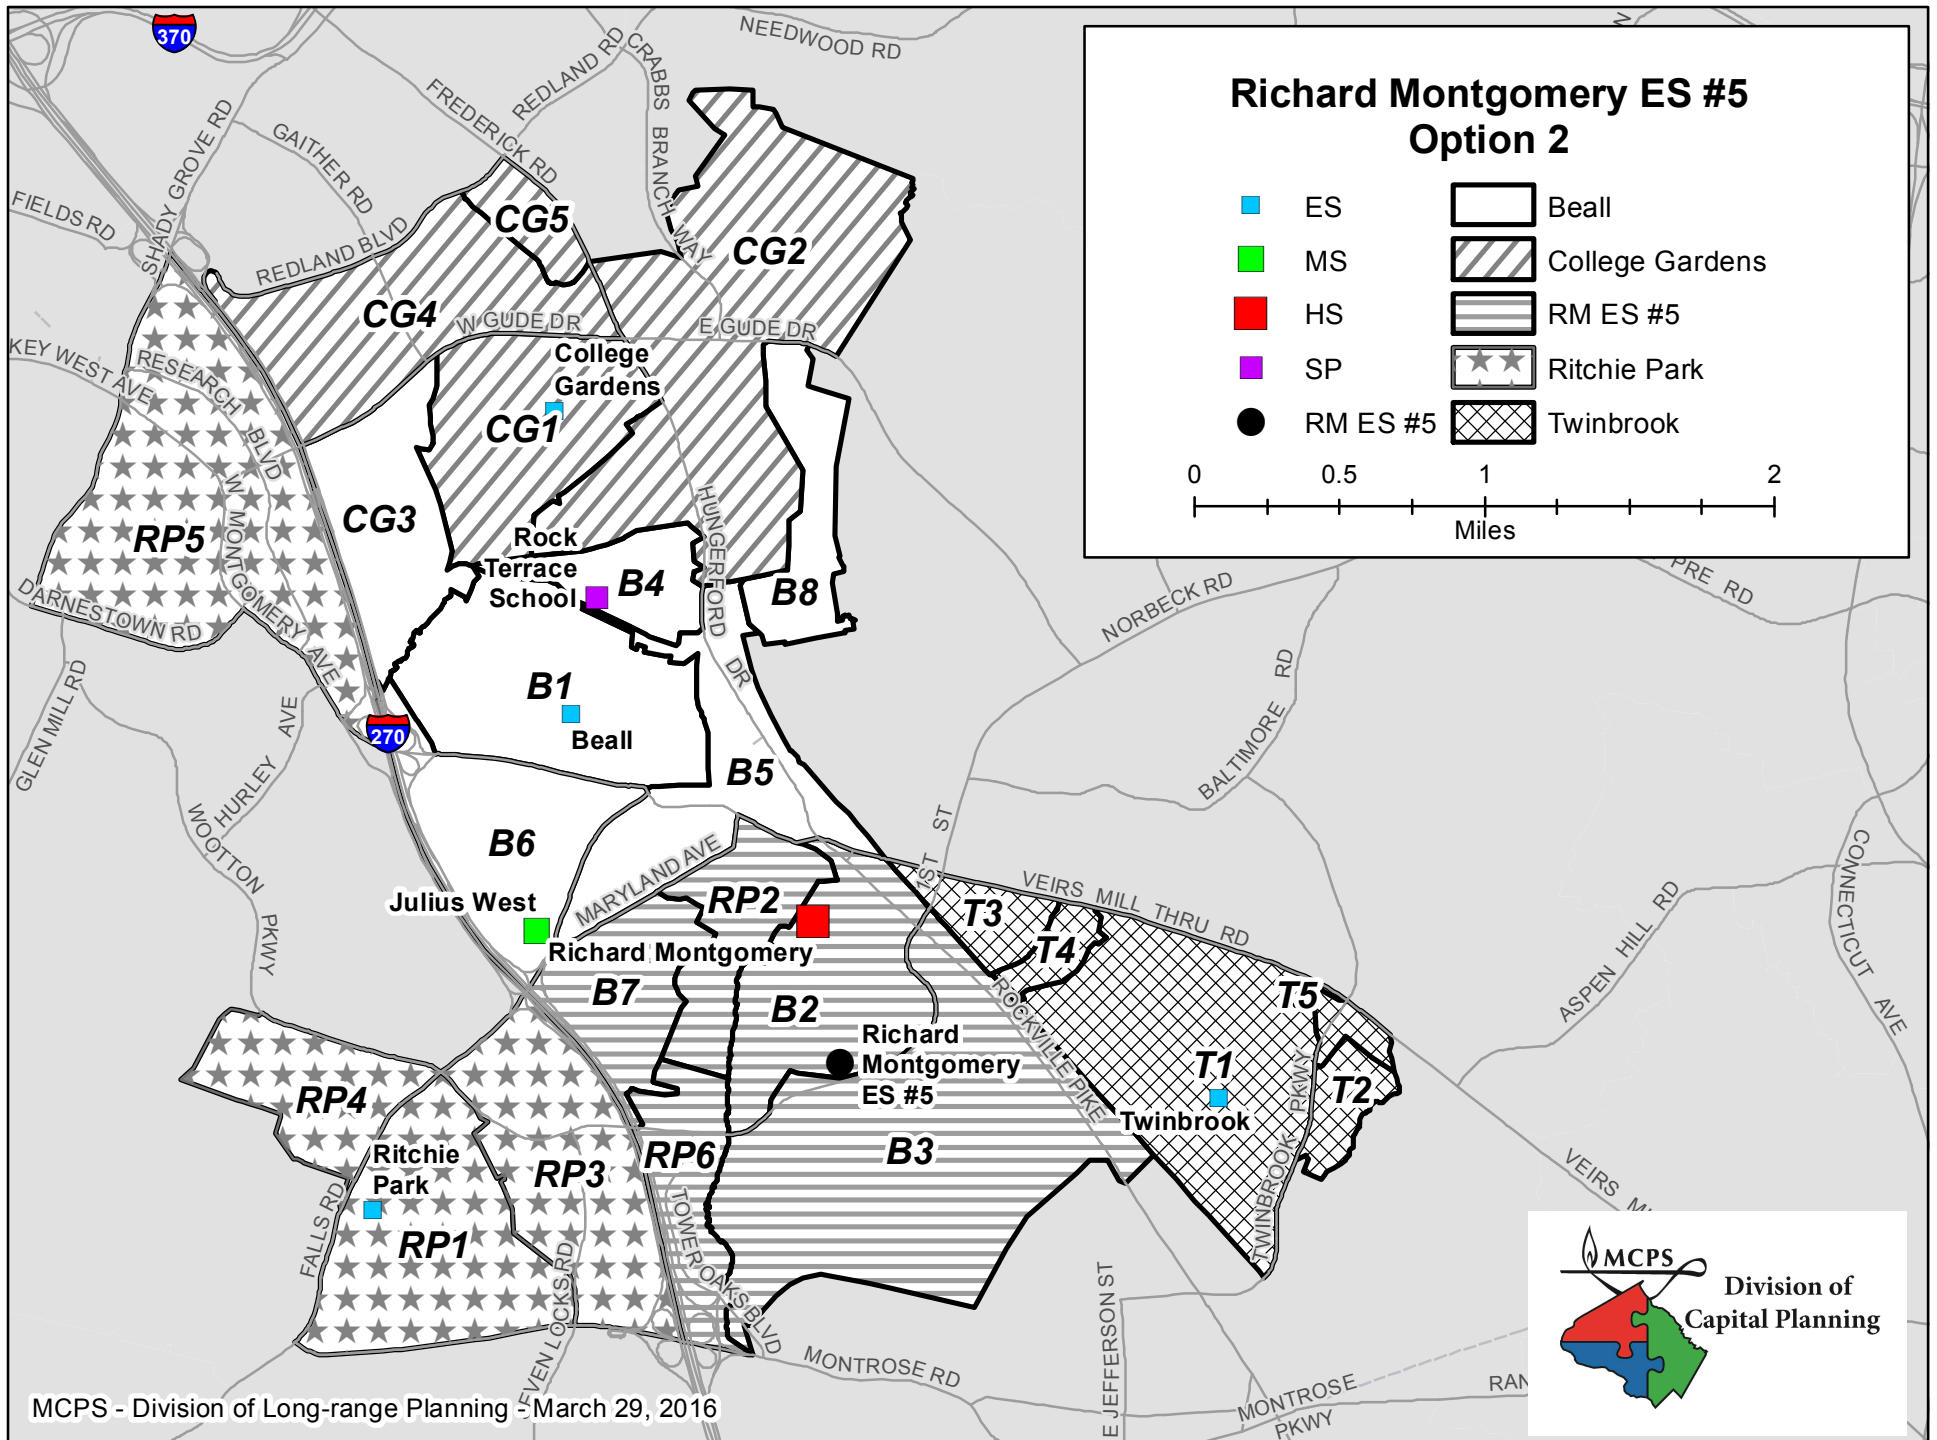 370
NEEDWOOD RD
REDLAND RD
CRABBS BRANCH WAY
FREDERICK RD
SHADY GROVE RD
GAITHER RD
FIELDS RD
REDLAND BLVD
Richard Montgomery ES #5
Option 2
ES
Beall
MS
College Gardens
HS
RM ES #5
SP
Ritchie Park
RM ES #5
Twinbrook
0
0.5
1
2
Miles
CG5
CG2
CG4
W GUDE DR
E GUDE DR
College
Gardens
KEY WEST AVE
RESEARCH BLVD
CG1
CG3
RP5
W MONTGOMERY AVE
HUNGERFORD DR
Rock
Terrace
School
B4
B8
DARNESTOWN RD
NORBECK RD
PRE RD
GLEN MILL RD
B1
Beall
270
HURLEY AVE
WOOTTON PKWY
BALTIMORE RD
B5
B6
1ST ST
MARYLAND AVE
VEIRS MILL THRU RD
CONNECTICUT AVE
ASPEN HILL RD
Julius West
RP2
T3
T4
Richard Montgomery
B7
B2
T5
ROCKVILLE PIKE
Richard
Montgomery
ES #5
T1
PKWY
T2
Twinbrook
TWINBROOK
RP4
Ritchie
Park
RP3
RP6
B3
RP1
FALLS RD
TOWER OAKS BLVD
EVEN LOCKS RD
VEIRS MI
E JEFFERSON ST
MONTROSE RD
MONTROSE
PKWY
RAN
MCPS
Division of
Capital Planning
MCPS - Division of Long-range Planning - March 29, 2016